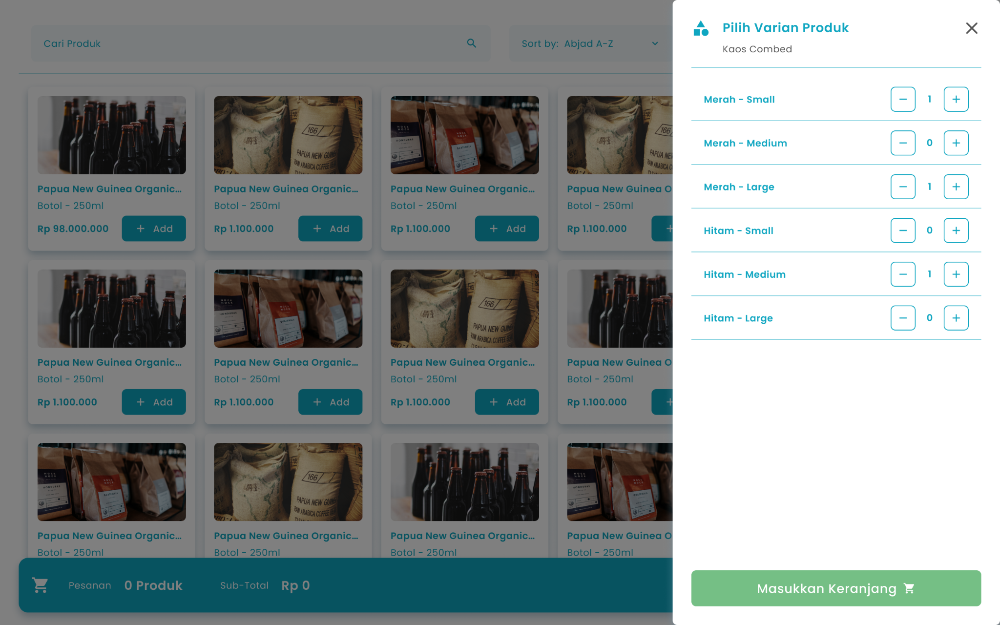 Cari Produk
Sort by: Abjad A-Z
Papua New Guinea Organic...
Botol - 250ml
Rp 98.000.000
+ Add
Papua New Guinea Organic...
Botol - 250ml
Rp 1.100.000
+ Add
Papua New Guinea Organic...
Botol - 250ml
Rp 1.100.000
+ Add
Papua New Guinea O
Botol - 250ml
Rp 1.100.000
+
Papua New Guinea Organic...
Botol - 250ml
Rp 1.100.000
+ Add
Papua New Guinea Organic...
Botol - 250ml
Rp 1.100.000
+ Add
Papua New Guinea Organic...
Botol - 250ml
Rp 1.100.000
+ Add
Papua New Guinea O
Botol - 250ml
Rp 1.100.000
+
Papua New Guinea Organic...
Botol - 250ml
Papua New Guinea Organic...
Botol - 250ml
Papua New Guinea Organic...
Botol - 250ml
Papua New Guinea O
Botol - 250ml
Pesanan 0 Produk Sub-Total Rp 0
Pilih Varian Produk
Kaos Combed
Merah - Small − 1 +
Merah - Medium − 0 +
Merah - Large − 1 +
Hitam - Small − 0 +
Hitam - Medium − 1 +
Hitam - Large − 0 +
Masukkan Keranjang